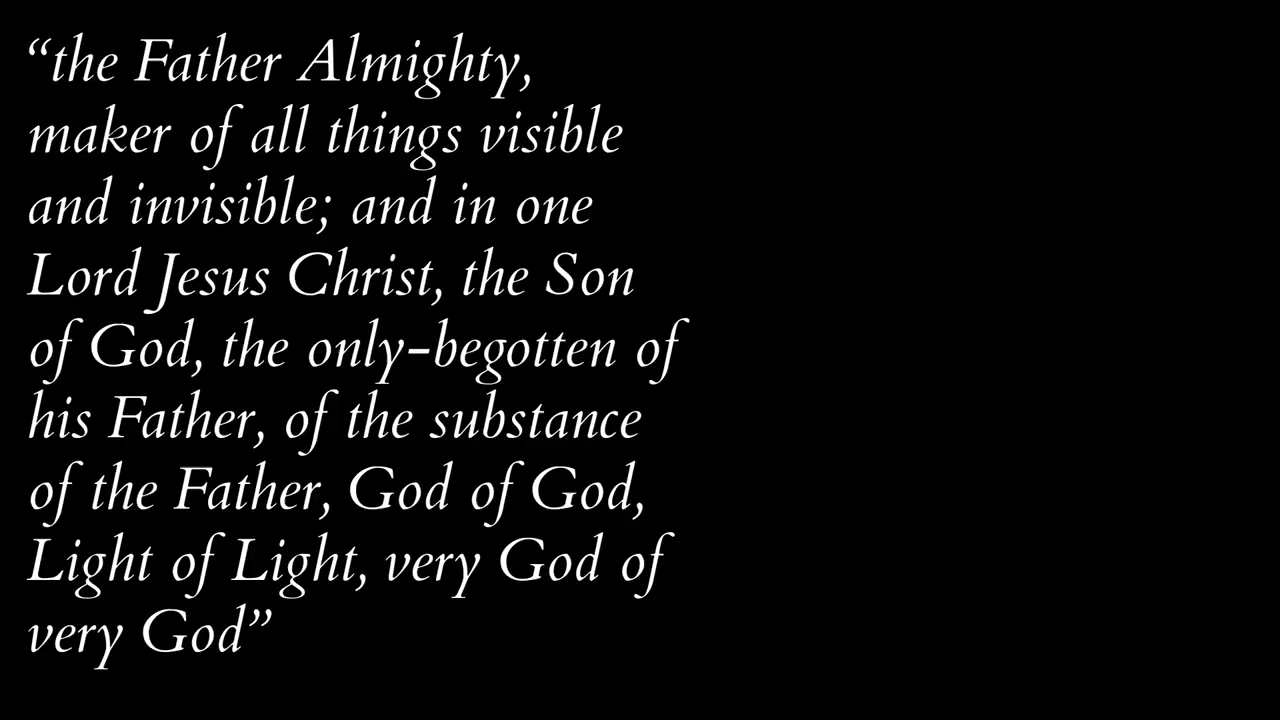 “the Father Almighty,
maker of all things visible
and invisible; and in one
Lord Jesus Christ, the Son
of God, the only-begotten of
his Father, of the substance
of the Father, God of God,
Light of Light, very God of
very God”